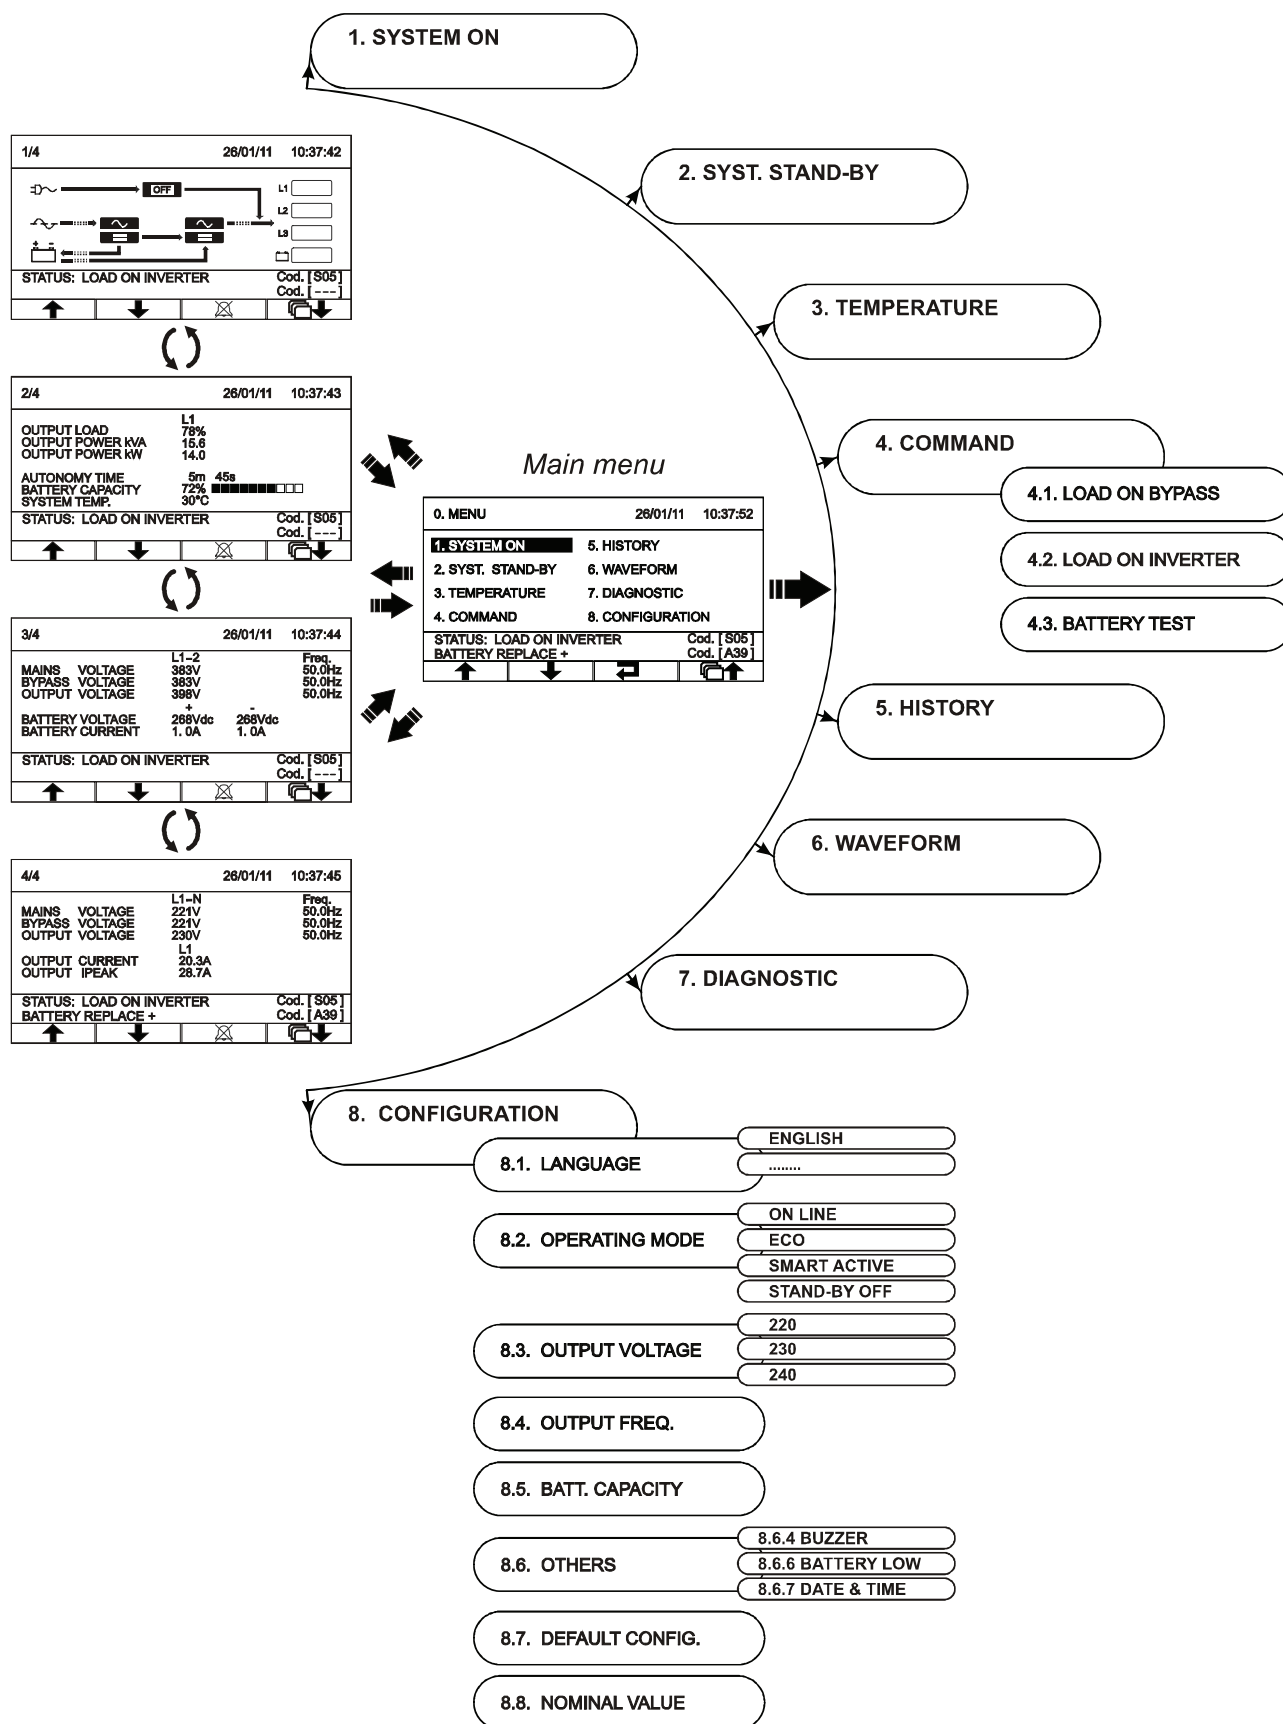 1. SYSTEM ON
2. SYST. STAND-BY
3. TEMPERATURE
4. COMMAND
4.1. LOAD ON BYPASS
4.2. LOAD ON INVERTER
4.3. BATTERY TEST
5. HISTORY
6. WAVEFORM
7. DIAGNOSTIC
1/4 26/01/11 10:37:42
OFF
L1
L2
L3
+ -
STATUS: LOAD ON INVERTER Cod. [S05]
Cod. [---]
2/4 26/01/11 10:37:43
L1
OUTPUT LOAD 78%
OUTPUT POWER kVA 15.6
OUTPUT POWER kW 14.0
AUTONOMY TIME 5m 45s
BATTERY CAPACITY 72%
SYSTEM TEMP. 30°C
STATUS: LOAD ON INVERTER Cod. [S05]
Cod. [---]
3/4 26/01/11 10:37:44
L1-2 Freq.
MAINS VOLTAGE 383V 50.0Hz
BYPASS VOLTAGE 383V 50.0Hz
OUTPUT VOLTAGE 398V 50.0Hz
+ -
BATTERY VOLTAGE 268Vdc 268Vdc
BATTERY CURRENT 1.0A 1.0A
STATUS: LOAD ON INVERTER Cod. [S05]
Cod. [---]
4/4 26/01/11 10:37:45
L1-N Freq.
MAINS VOLTAGE 221V 50.0Hz
BYPASS VOLTAGE 221V 50.0Hz
OUTPUT VOLTAGE 230V 50.0Hz
L1
OUTPUT CURRENT 20.3A
OUTPUT IPEAK 28.7A
STATUS: LOAD ON INVERTER Cod. [S05]
BATTERY REPLACE + Cod. [A39]
Main menu
0. MENU 26/01/11 10:37:52
1. SYSTEM ON 5. HISTORY
2. SYST. STAND-BY 6. WAVEFORM
3. TEMPERATURE 7. DIAGNOSTIC
4. COMMAND 8. CONFIGURATION
STATUS: LOAD ON INVERTER Cod. [S05]
BATTERY REPLACE + Cod. [A39]
8. CONFIGURATION
8.1. LANGUAGE
ENGLISH
........
8.2. OPERATING MODE
ON LINE
ECO
SMART ACTIVE
STAND-BY OFF
8.3. OUTPUT VOLTAGE
220
230
240
8.4. OUTPUT FREQ.
8.5. BATT. CAPACITY
8.6. OTHERS
8.6.4 BUZZER
8.6.6 BATTERY LOW
8.6.7 DATE & TIME
8.7. DEFAULT CONFIG.
8.8. NOMINAL VALUE